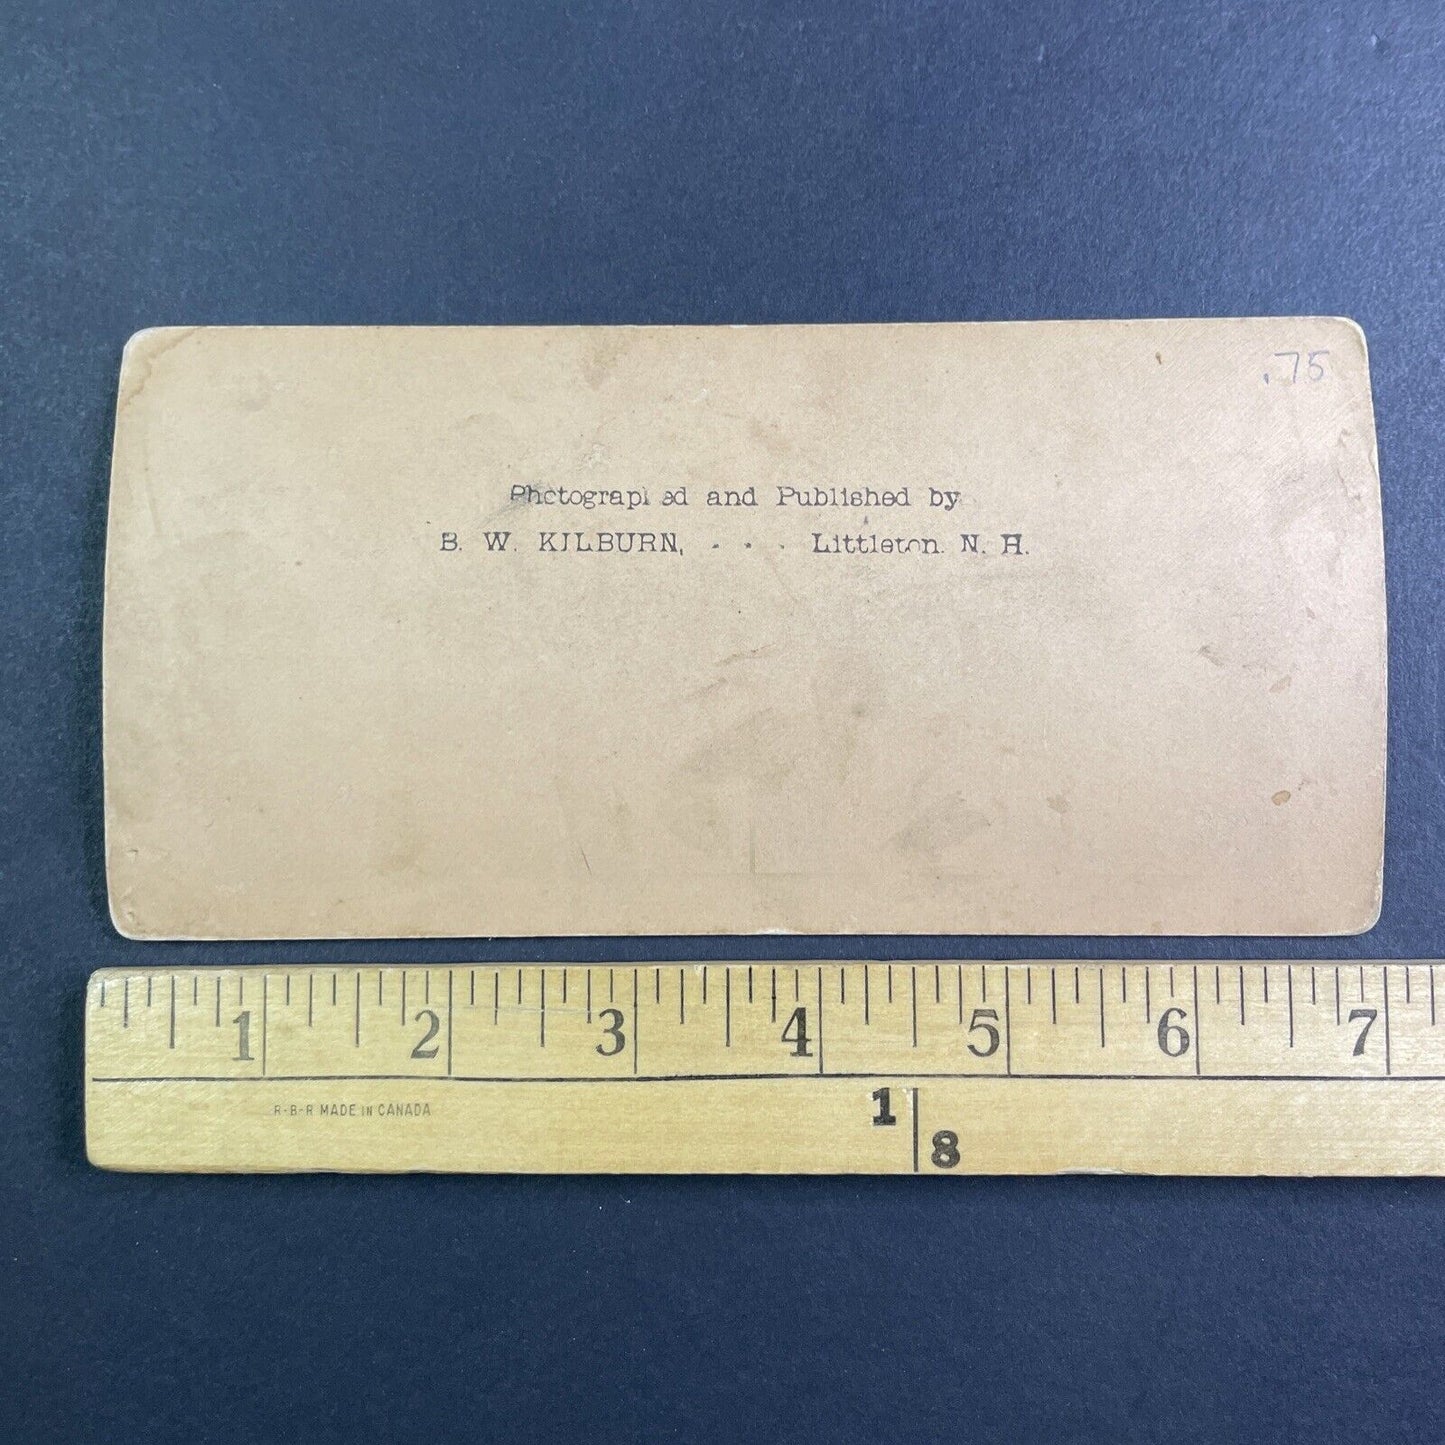 .75
Photographed and Published by
B. W. KILBURN, . . . Littleton. N. H.
1 2 3 4 5 6 7
R-B-R MADE IN CANADA
1
8